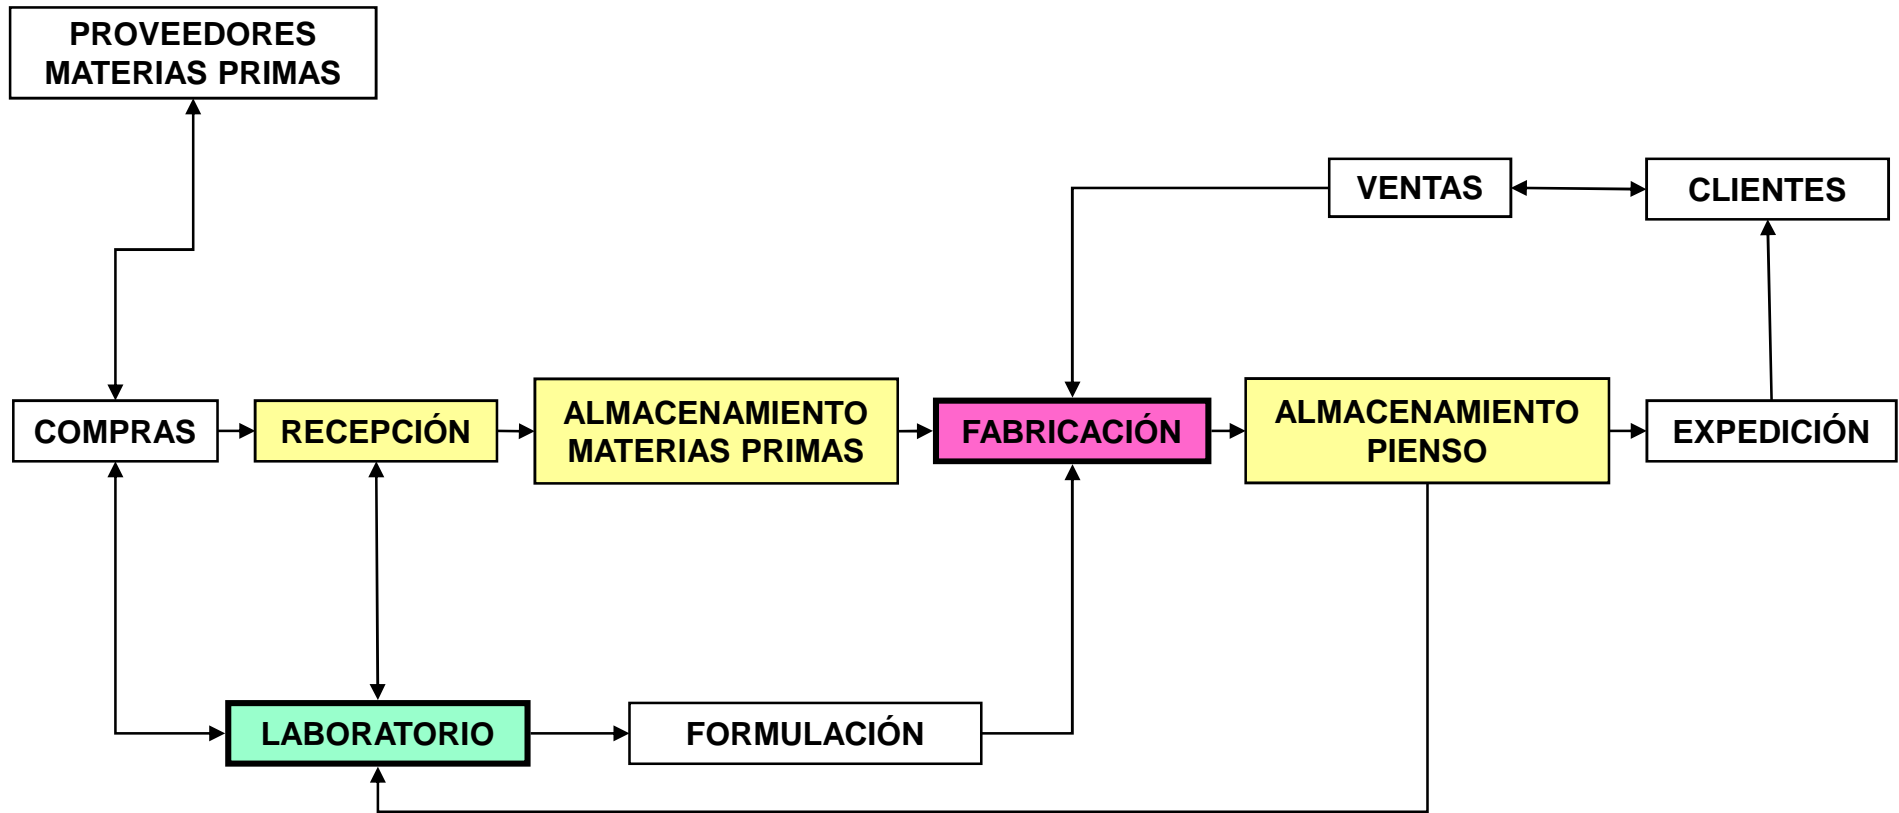 PROVEEDORES
MATERIAS PRIMAS
VENTAS
CLIENTES
COMPRAS
RECEPCIÓN
ALMACENAMIENTO
MATERIAS PRIMAS
FABRICACIÓN
ALMACENAMIENTO
PIENSO
EXPEDICIÓN
LABORATORIO
FORMULACIÓN